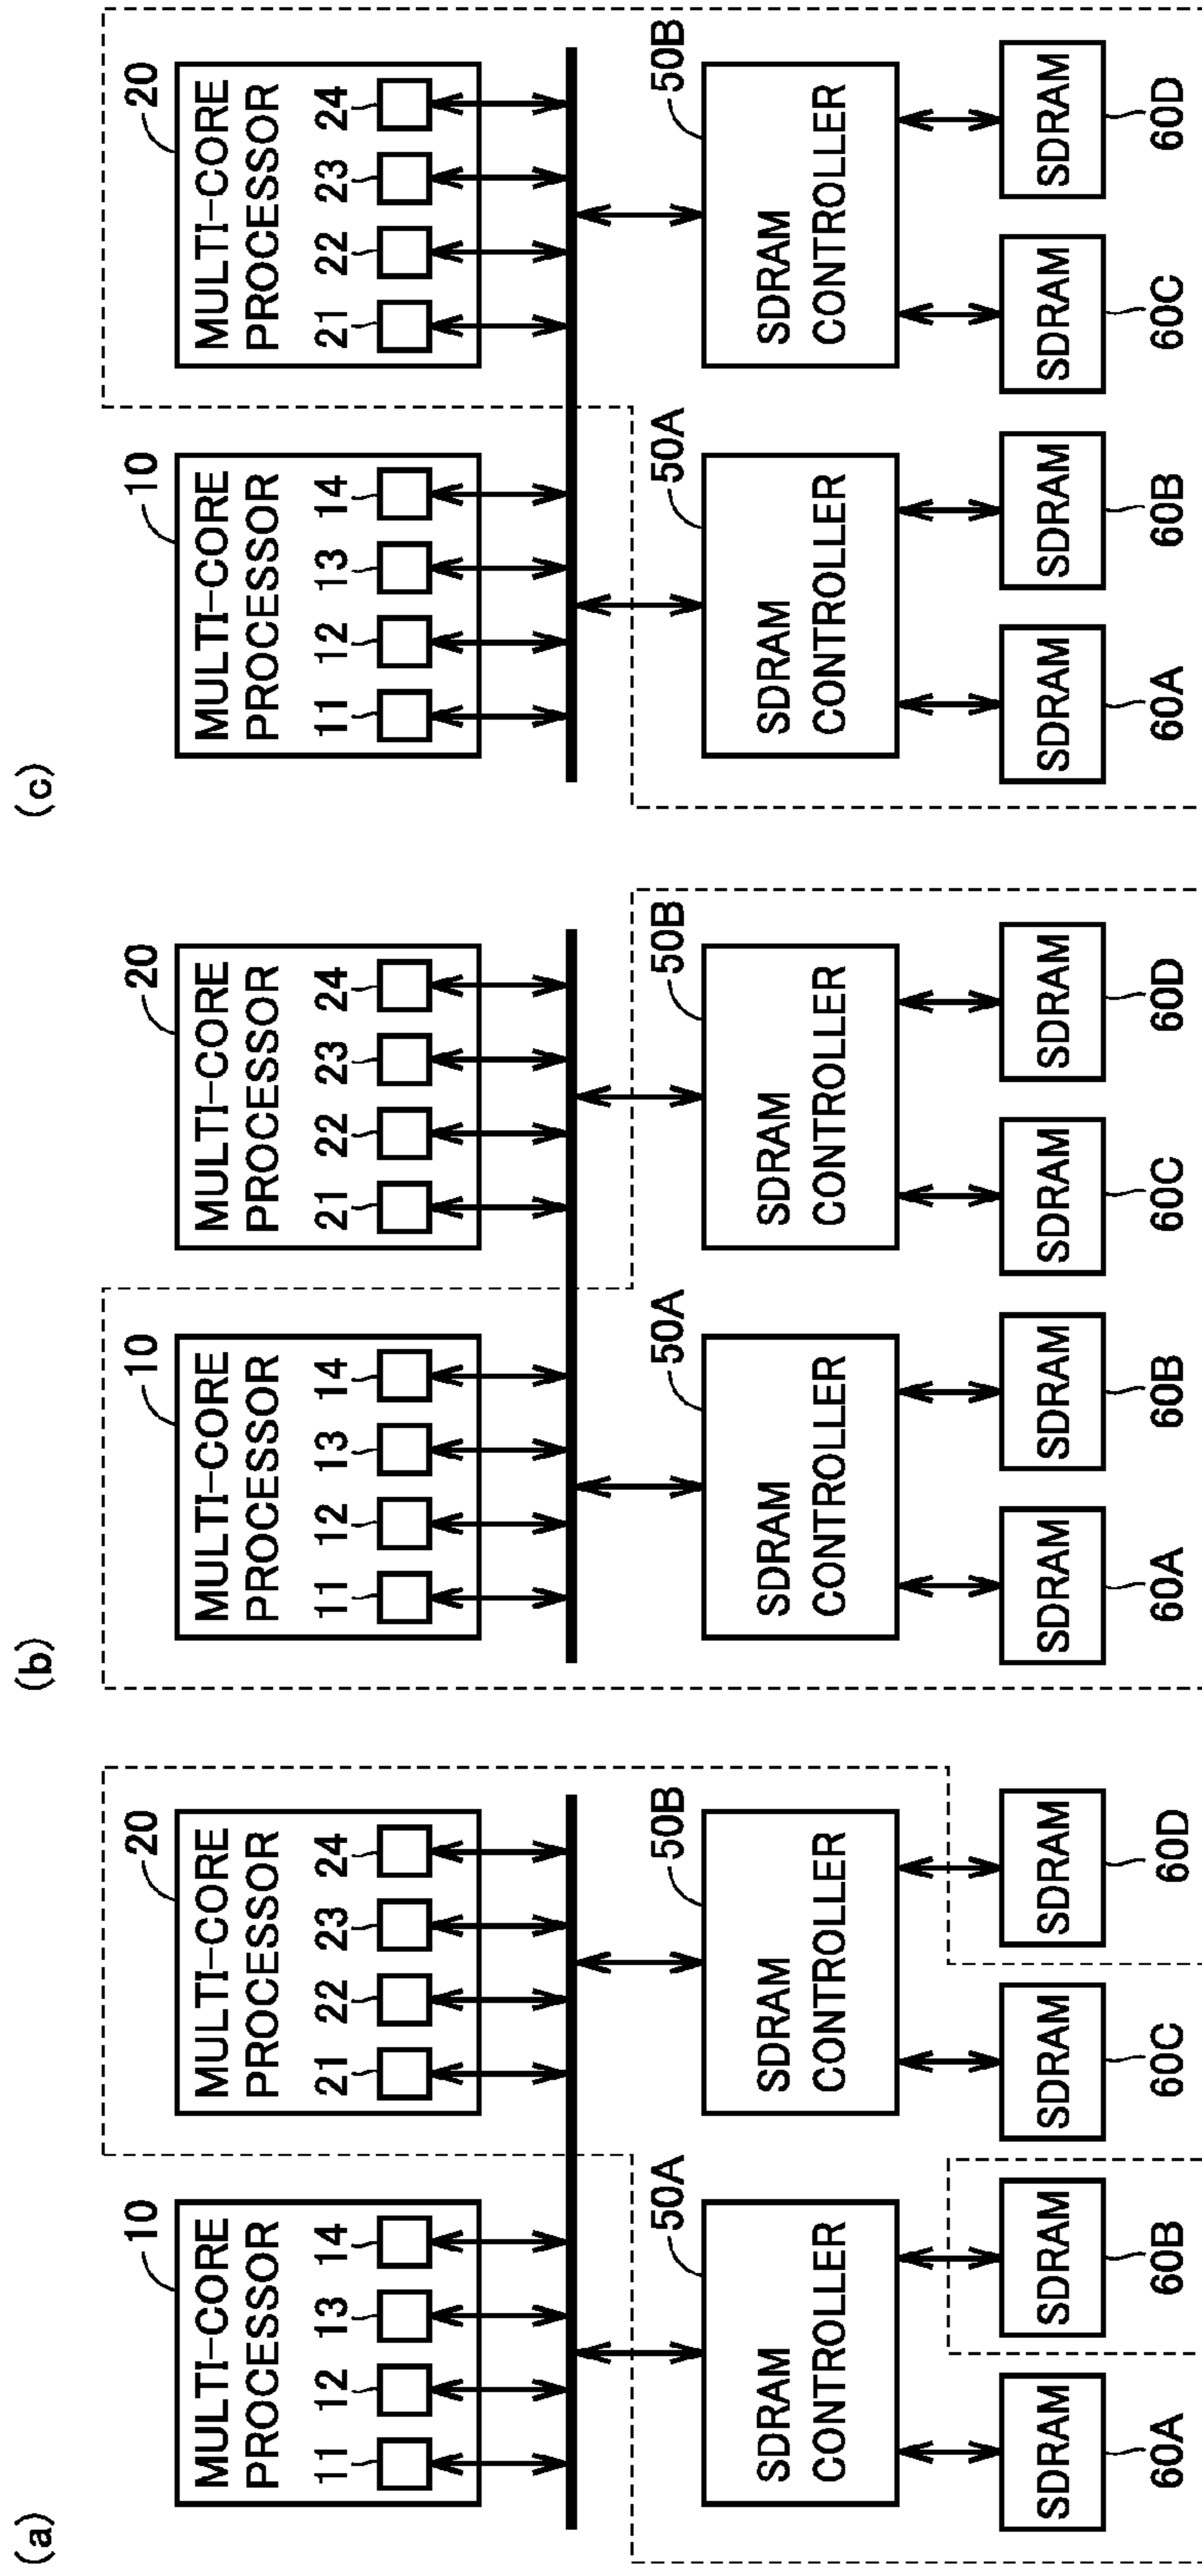 (a)
10
20
MULTI-CORE
PROCESSOR
MULTI-CORE
PROCESSOR
11 12 13 14
21 22 23 24
50A
50B
SDRAM
CONTROLLER
SDRAM
CONTROLLER
SDRAM SDRAM SDRAM SDRAM
60A 60B 60C 60D
(b)
10
20
MULTI-CORE
PROCESSOR
MULTI-CORE
PROCESSOR
11 12 13 14
21 22 23 24
50A
50B
SDRAM
CONTROLLER
SDRAM
CONTROLLER
SDRAM SDRAM SDRAM SDRAM
60A 60B 60C 60D
(c)
10
20
MULTI-CORE
PROCESSOR
MULTI-CORE
PROCESSOR
11 12 13 14
21 22 23 24
50A
50B
SDRAM
CONTROLLER
SDRAM
CONTROLLER
SDRAM SDRAM SDRAM SDRAM
60A 60B 60C 60D